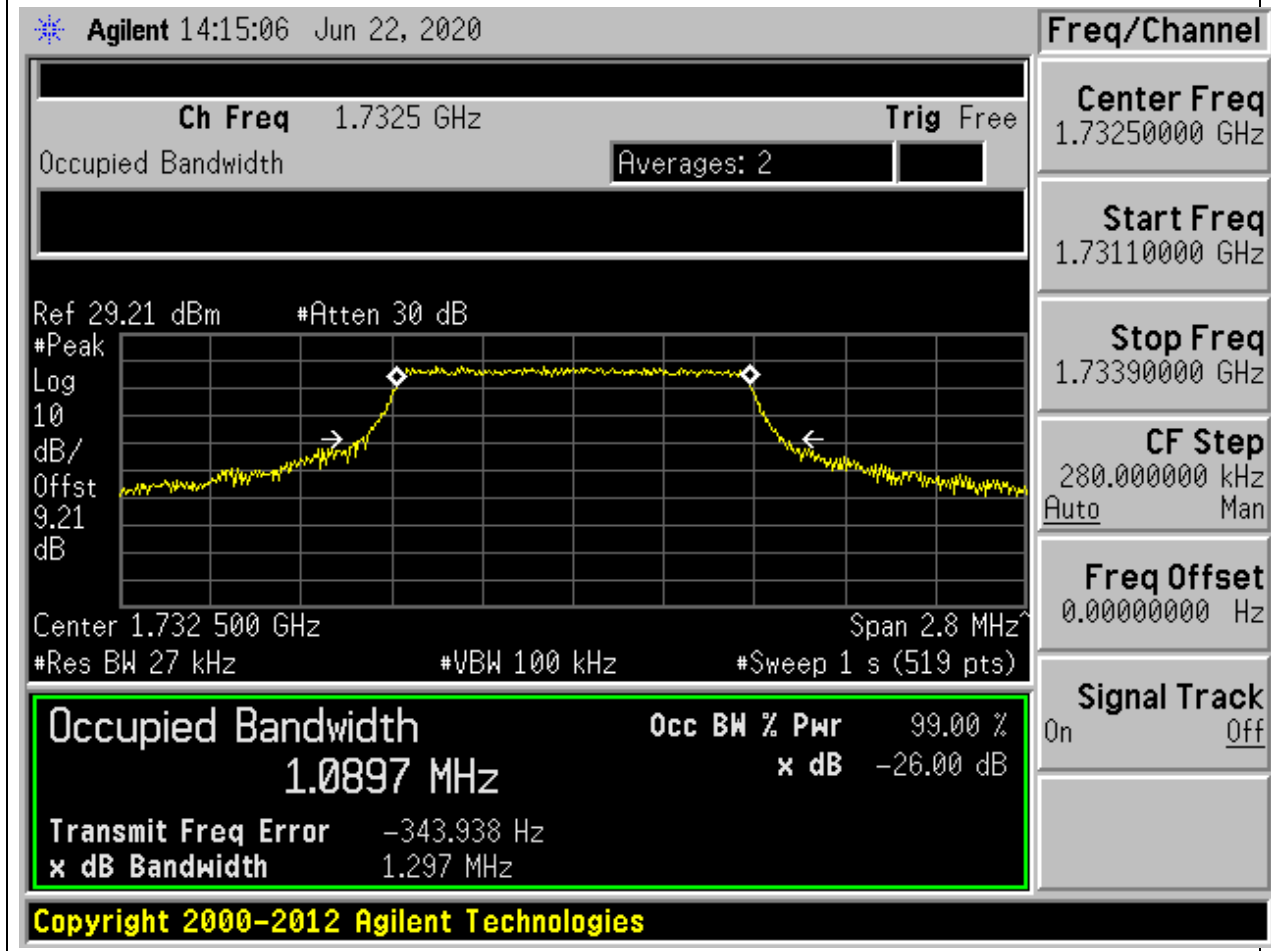 Agilent 14:15:06 Jun 22, 2020
Ch Freq 1.7325 GHz Trig Free
Occupied Bandwidth Averages: 2
Ref 29.21 dBm #Atten 30 dB
#Peak
Log
10
dB/
Offst
9.21
dB
Center 1.732 500 GHz Span 2.8 MHz^
#Res BW 27 kHz #VBW 100 kHz #Sweep 1 s (519 pts)
Occupied Bandwidth Occ BW % Pwr 99.00 %
1.0897 MHz x dB -26.00 dB
Transmit Freq Error -343.938 Hz
x dB Bandwidth 1.297 MHz
Copyright 2000-2012 Agilent Technologies
Freq/Channel
Center Freq
1.73250000 GHz
Start Freq
1.73110000 GHz
Stop Freq
1.73390000 GHz
CF Step
280.000000 kHz
Auto Man
Freq Offset
0.00000000 Hz
Signal Track
On Off